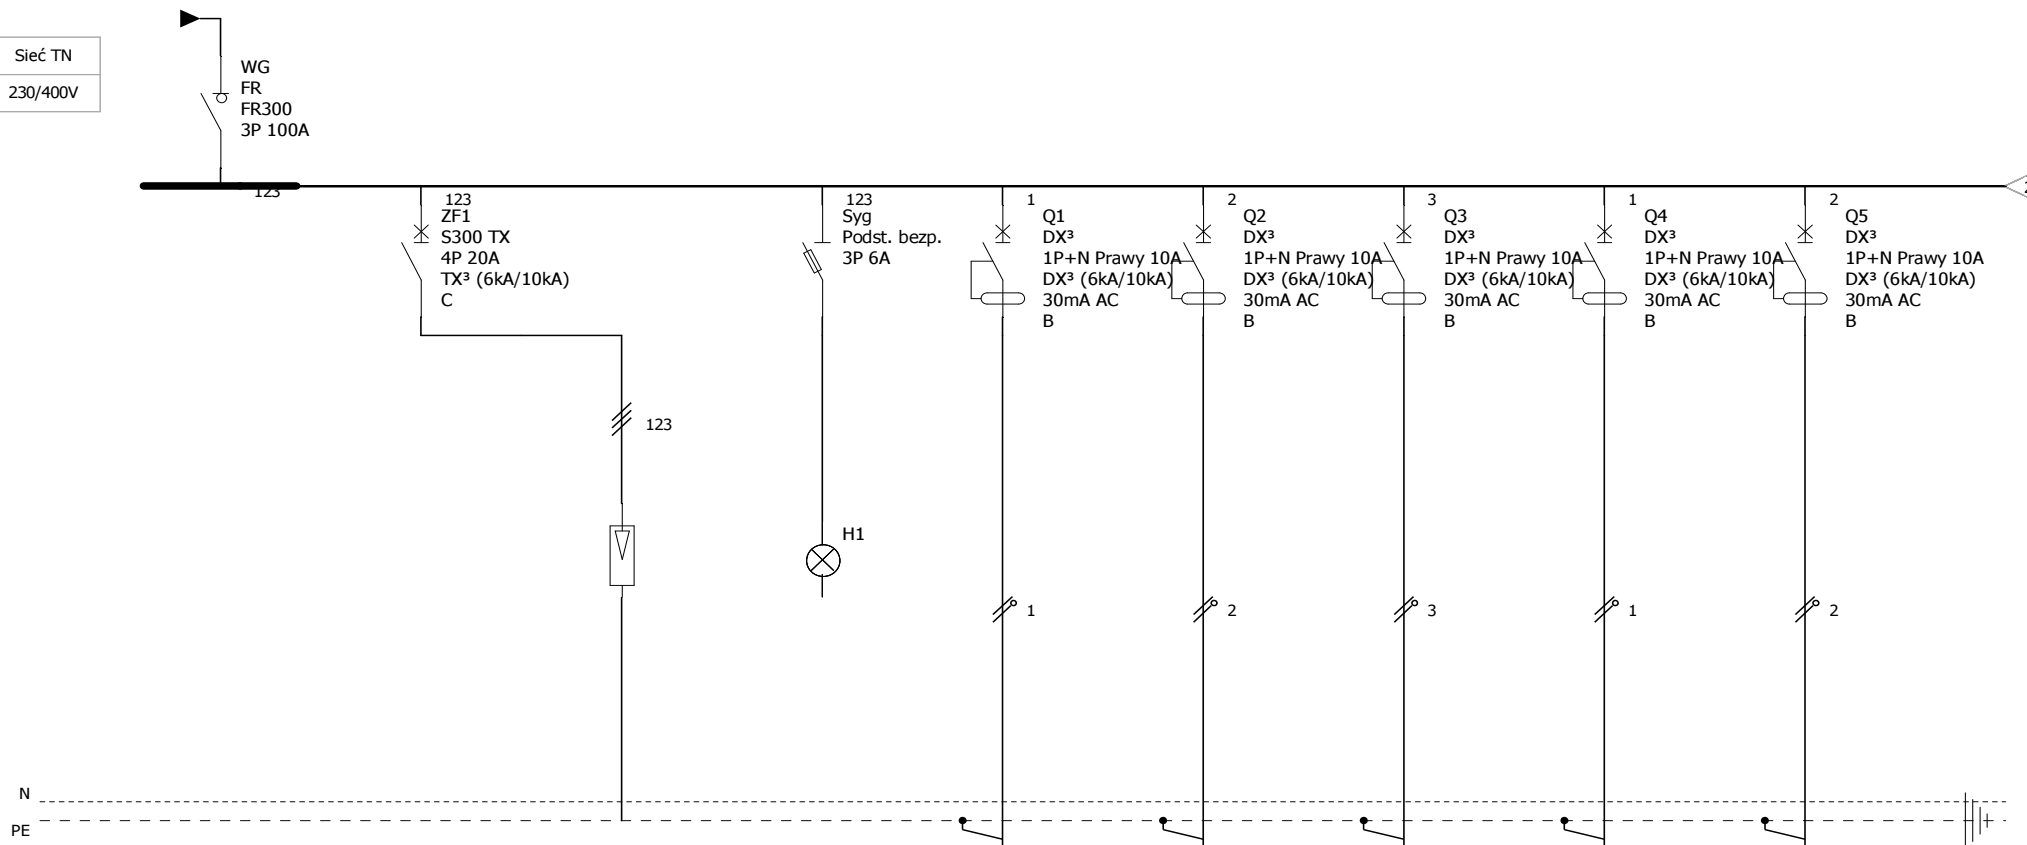 Sieć TN
230/400V
WG
FR
FR300
3P 100A
123
123
ZF1
S300 TX
4P 20A
TX³ (6kA/10kA)
C
123
Syg
Podst. bezp.
3P 6A
1
Q1
DX³
1P+N Prawy 10A
DX³ (6kA/10kA)
30mA AC
B
2
Q2
DX³
1P+N Prawy 10A
DX³ (6kA/10kA)
30mA AC
B
3
Q3
DX³
1P+N Prawy 10A
DX³ (6kA/10kA)
30mA AC
B
1
Q4
DX³
1P+N Prawy 10A
DX³ (6kA/10kA)
30mA AC
B
2
Q5
DX³
1P+N Prawy 10A
DX³ (6kA/10kA)
30mA AC
B
123
H1
1
2
3
1
2
N
PE